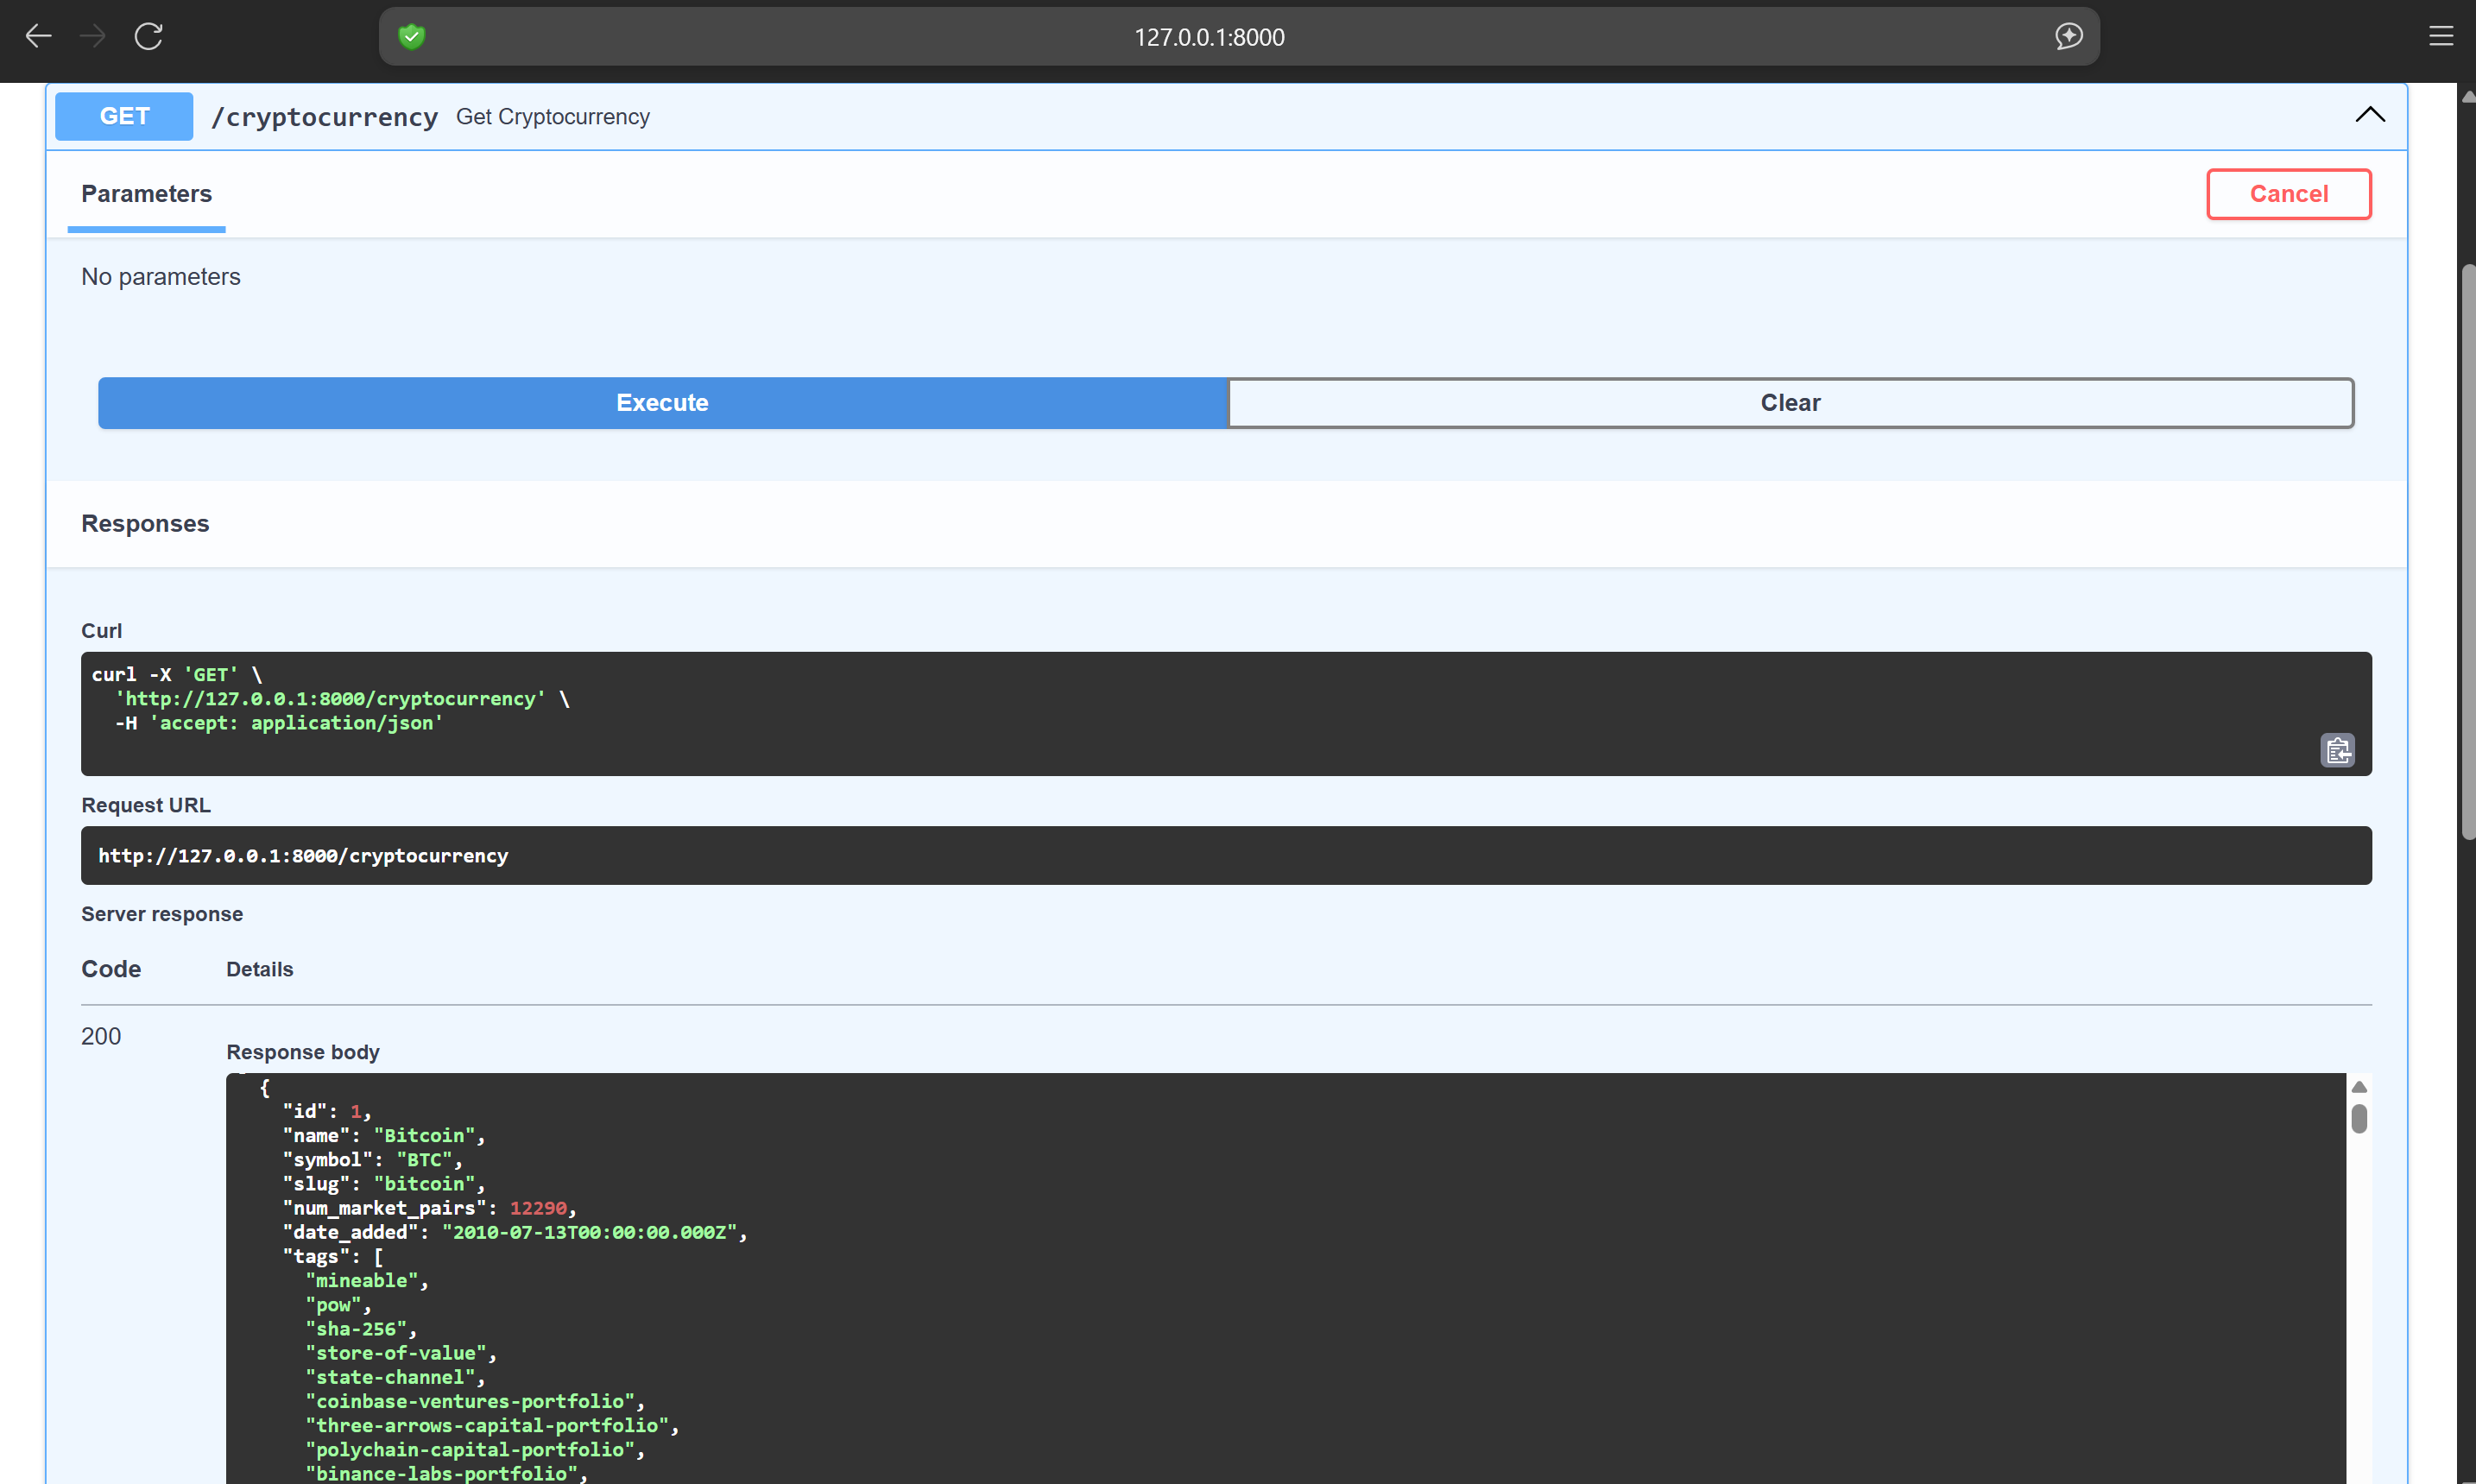 127.0.0.1:8000
GET /cryptocurrency Get Cryptocurrency
Parameters
Cancel
No parameters
Execute
Clear
Responses
Curl
curl -X 'GET' \
'http://127.0.0.1:8000/cryptocurrency' \
-H 'accept: application/json'
Request URL
http://127.0.0.1:8000/cryptocurrency
Server response
Code Details
200
Response body
{
"id": 1,
"name": "Bitcoin",
"symbol": "BTC",
"slug": "bitcoin",
"num_market_pairs": 12290,
"date_added": "2010-07-13T00:00:00.000Z",
"tags": [
"mineable",
"pow",
"sha-256",
"store-of-value",
"state-channel",
"coinbase-ventures-portfolio",
"three-arrows-capital-portfolio",
"polychain-capital-portfolio",
"binance-labs-portfolio",